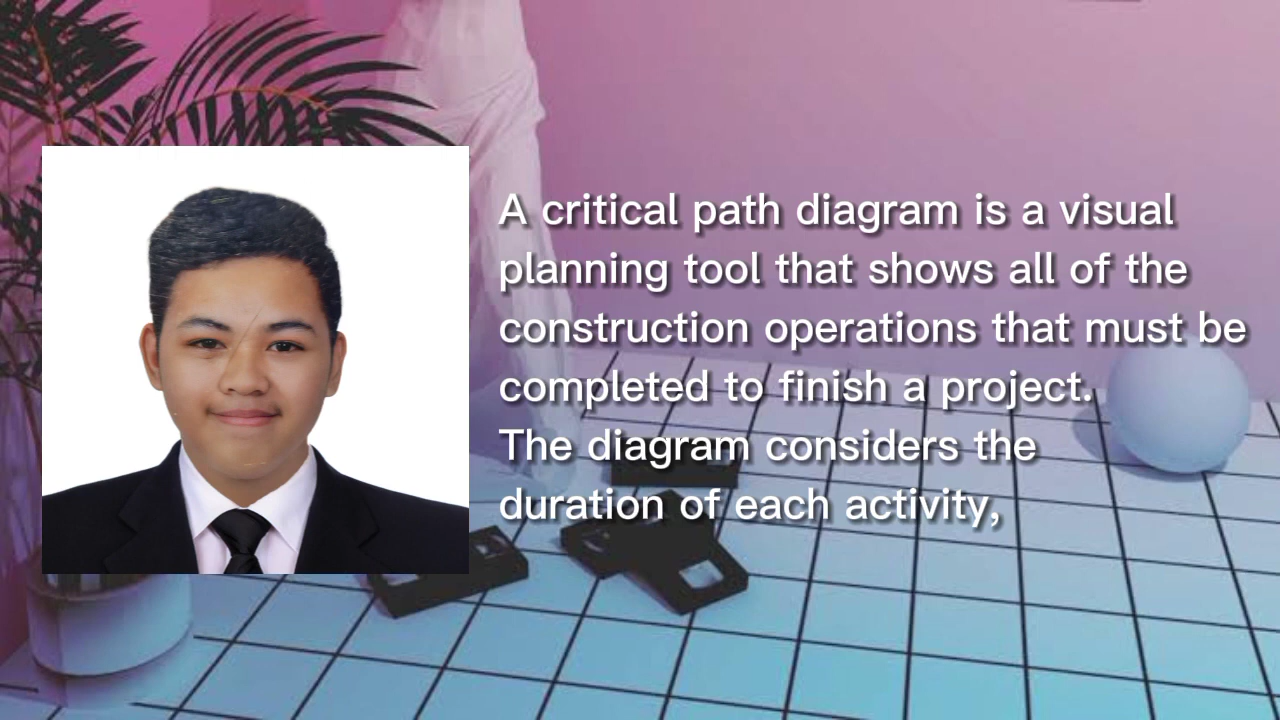 A critical path diagram is a visual
planning tool that shows all of the
construction operations that must be
completed to finish a project.
The diagram considers the
duration of each activity,